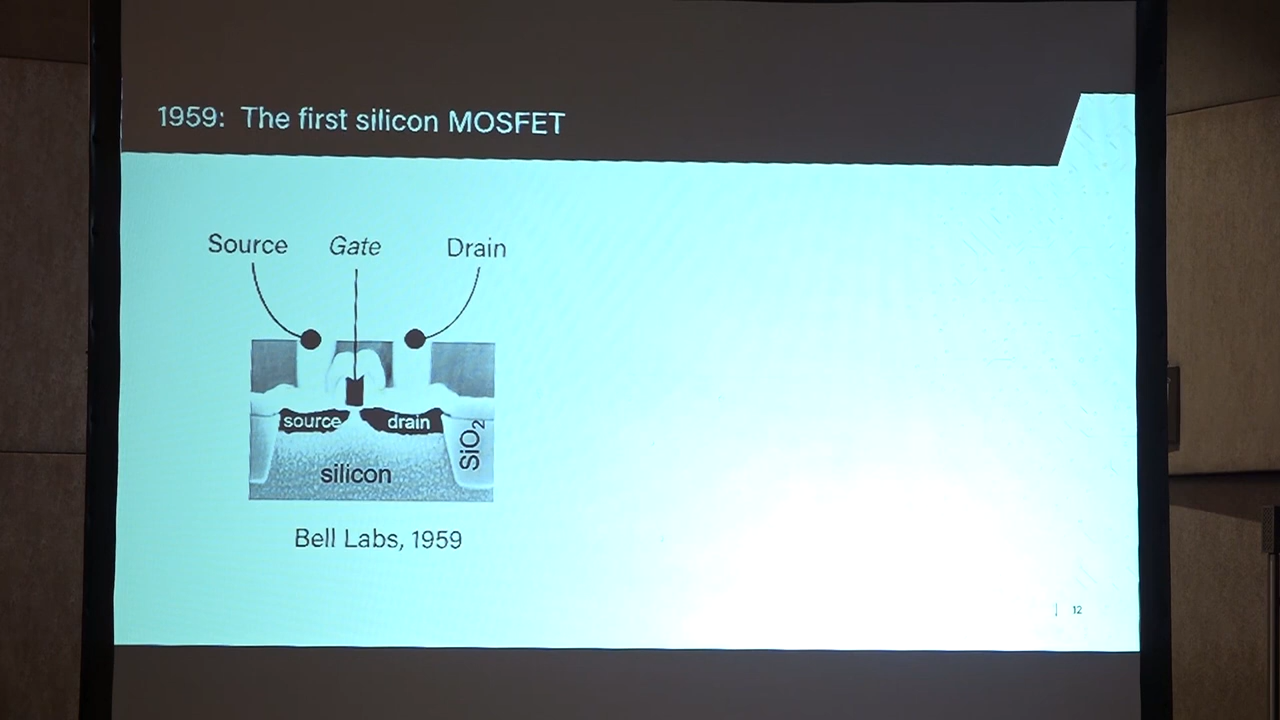 1959: The first silicon MOSFET
Source Gate Drain
source drain
SiO₂
silicon
Bell Labs, 1959
12